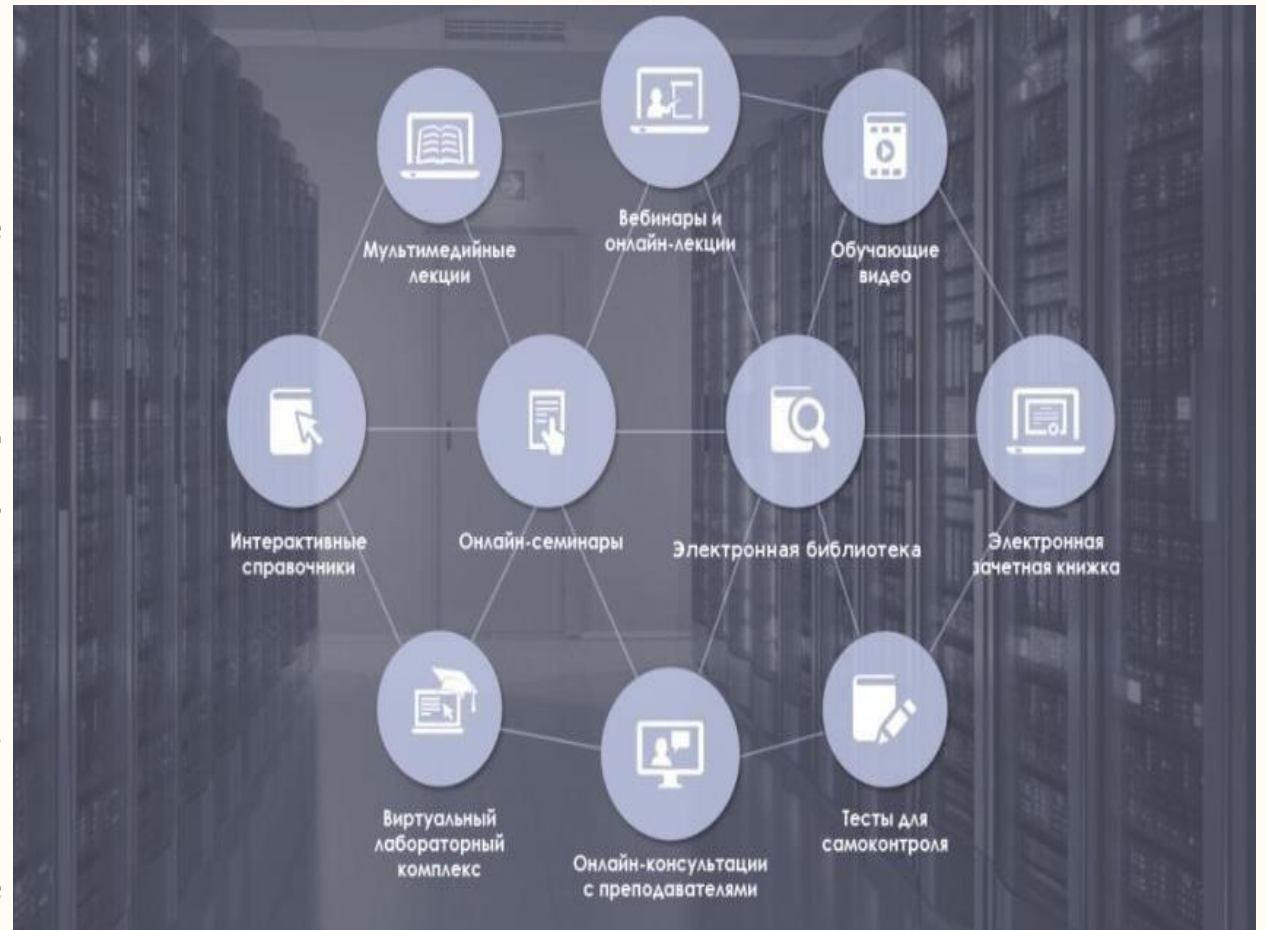 Мультимедийные
лекции
Вебинары и
онлайн-лекции
Обучающие
видео
Интерактивные
справочники
Онлайн-семинары
Электронная библиотека
Электронная
зачетная книжка
Виртуальный
лабораторный
комплекс
Онлайн-консультации
с преподавателями
Тесты для
самоконтроля